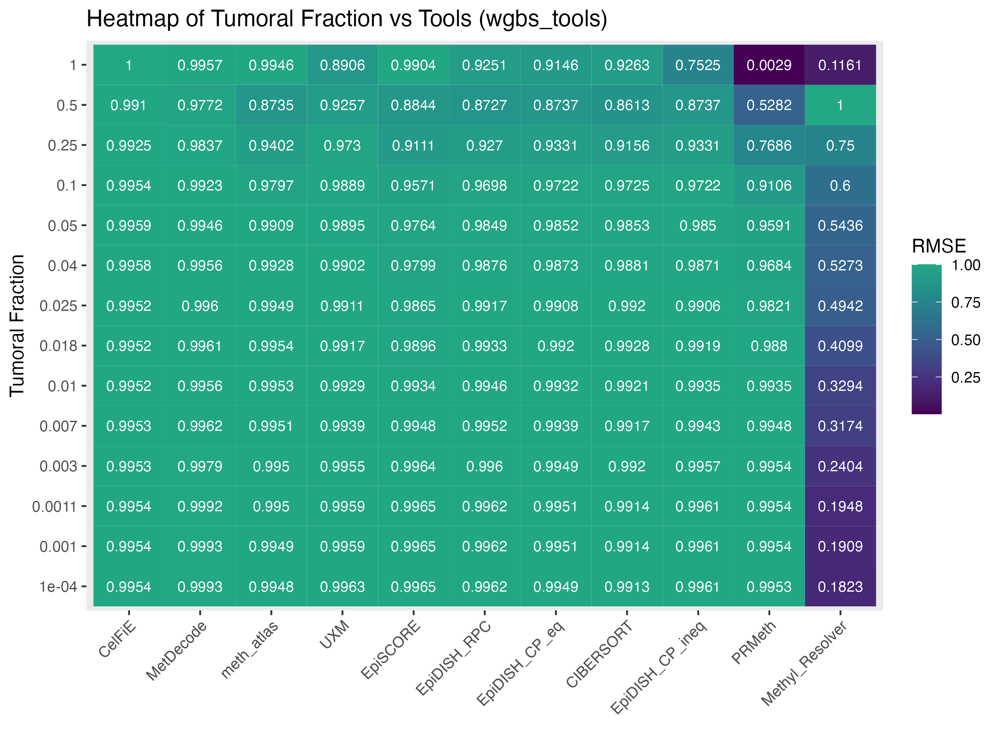 Heatmap of Tumoral Fraction vs Tools (wgbs_tools)
Tumoral Fraction
1 1 0.9957 0.9946 0.8906 0.9904 0.9251 0.9146 0.9263 0.7525 0.0029 0.1161
0.5 0.991 0.9772 0.8735 0.9257 0.8844 0.8727 0.8737 0.8613 0.8737 0.5282 1
0.25 0.9925 0.9837 0.9402 0.973 0.9111 0.927 0.9331 0.9156 0.9331 0.7686 0.75
0.1 0.9954 0.9923 0.9797 0.9889 0.9571 0.9698 0.9722 0.9725 0.9722 0.9106 0.6
0.05 0.9959 0.9946 0.9909 0.9895 0.9764 0.9849 0.9852 0.9853 0.985 0.9591 0.5436
0.04 0.9958 0.9956 0.9928 0.9902 0.9799 0.9876 0.9873 0.9881 0.9871 0.9684 0.5273
0.025 0.9952 0.996 0.9949 0.9911 0.9865 0.9917 0.9908 0.992 0.9906 0.9821 0.4942
0.018 0.9952 0.9961 0.9954 0.9917 0.9896 0.9933 0.992 0.9928 0.9919 0.988 0.4099
0.01 0.9952 0.9956 0.9953 0.9929 0.9934 0.9946 0.9932 0.9921 0.9935 0.9935 0.3294
0.007 0.9953 0.9962 0.9951 0.9939 0.9948 0.9952 0.9939 0.9917 0.9943 0.9948 0.3174
0.003 0.9953 0.9979 0.995 0.9955 0.9964 0.996 0.9949 0.992 0.9957 0.9954 0.2404
0.0011 0.9954 0.9992 0.995 0.9959 0.9965 0.9962 0.9951 0.9914 0.9961 0.9954 0.1948
0.001 0.9954 0.9993 0.9949 0.9959 0.9965 0.9962 0.9951 0.9914 0.9961 0.9954 0.1909
1e-04 0.9954 0.9993 0.9948 0.9963 0.9965 0.9962 0.9949 0.9913 0.9961 0.9953 0.1823
CelFiE MetDecode meth_atlas UXM EpiSCORE EpiDISH_RPC EpiDISH_CP_eq CIBERSORT EpiDISH_CP_ineq PRMeth Methyl_Resolver
RMSE
1.00
0.75
0.50
0.25